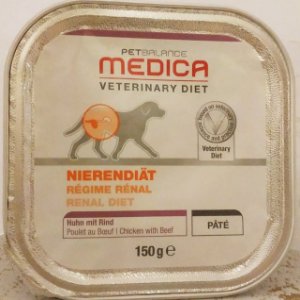 PETBALANCE
MEDICA
VETERINARY DIET
Veterinary
Diet
NIERENDIÄT
RÉGIME RÉNAL
RENAL DIET
Huhn mit Rind
Poulet au Bœuf | Chicken with Beef
PÂTÉ
150g e